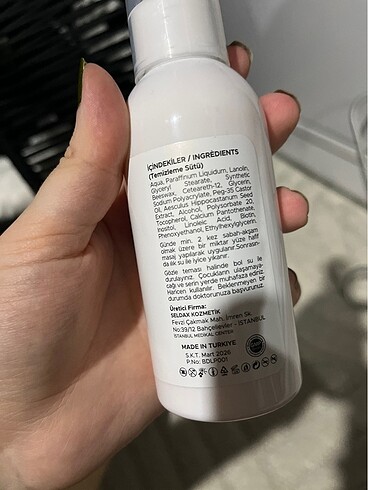 İÇİNDEKİLER / INGREDIENTS
(Temizleme Sütü)
Aqua, Paraffinum Liquidum, Lanolin,
Glyceryl Stearate, Synthetic
Beeswax, Ceteareth-12, Glycerin,
Sodium Polyacrylate, Peg-35 Castor
Oil, Aesculus Hippocastanum Seed
Extract, Alcohol, Polysorbate 20,
Tocopherol, Calcium Pantothenate,
Inositol, Linoleic Acid, Biotin,
Phenoxyethanol, Ethylhexylglycerin.
Günde min. 2 kez sabah-akşam
olmak üzere bir miktar yüze hafif
masaj yapılarak uygulanır.Sonrasın-
da ılık su ile iyice yıkanır.
Gözle teması halinde bol su ile
durulayınız. Çocukların ulaşamaya-
cağı ve serin yerde muhafaza ediniz.
Haricen kullanılır. Beklenmeyen bir
durumda doktorunuza başvurunuz.
Üretici Firma:
SELDAX KOZMETİK
Fevzi Çakmak Mah. İmren Sk.
No:39/12 Bahçelievler - İSTANBUL
İSTANBUL MEDİCAL CENTER
MADE IN TURKIYE
S.K.T. Mart 2026
P.No: BDLP001